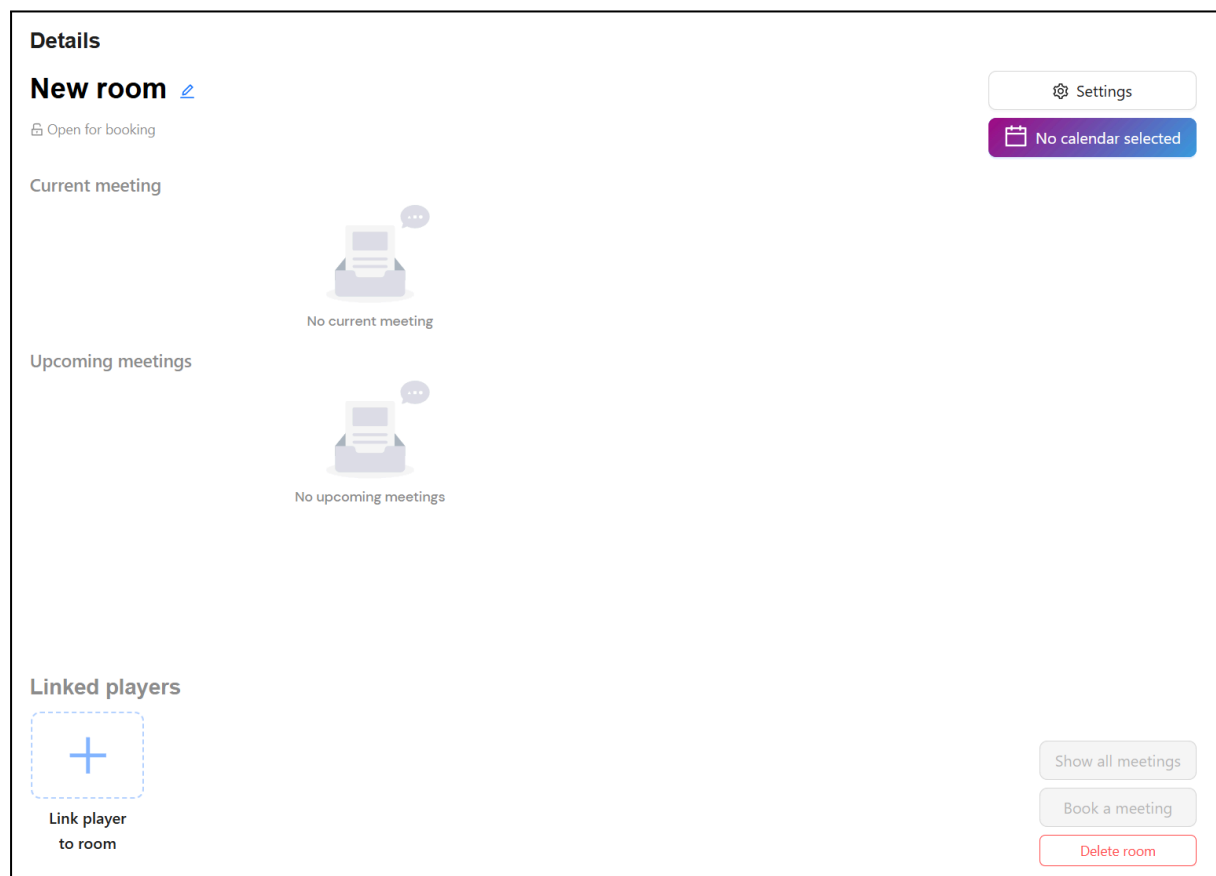 Details
New room
Settings
Open for booking
No calendar selected
Current meeting
No current meeting
Upcoming meetings
No upcoming meetings
Linked players
Link player
to room
Show all meetings
Book a meeting
Delete room